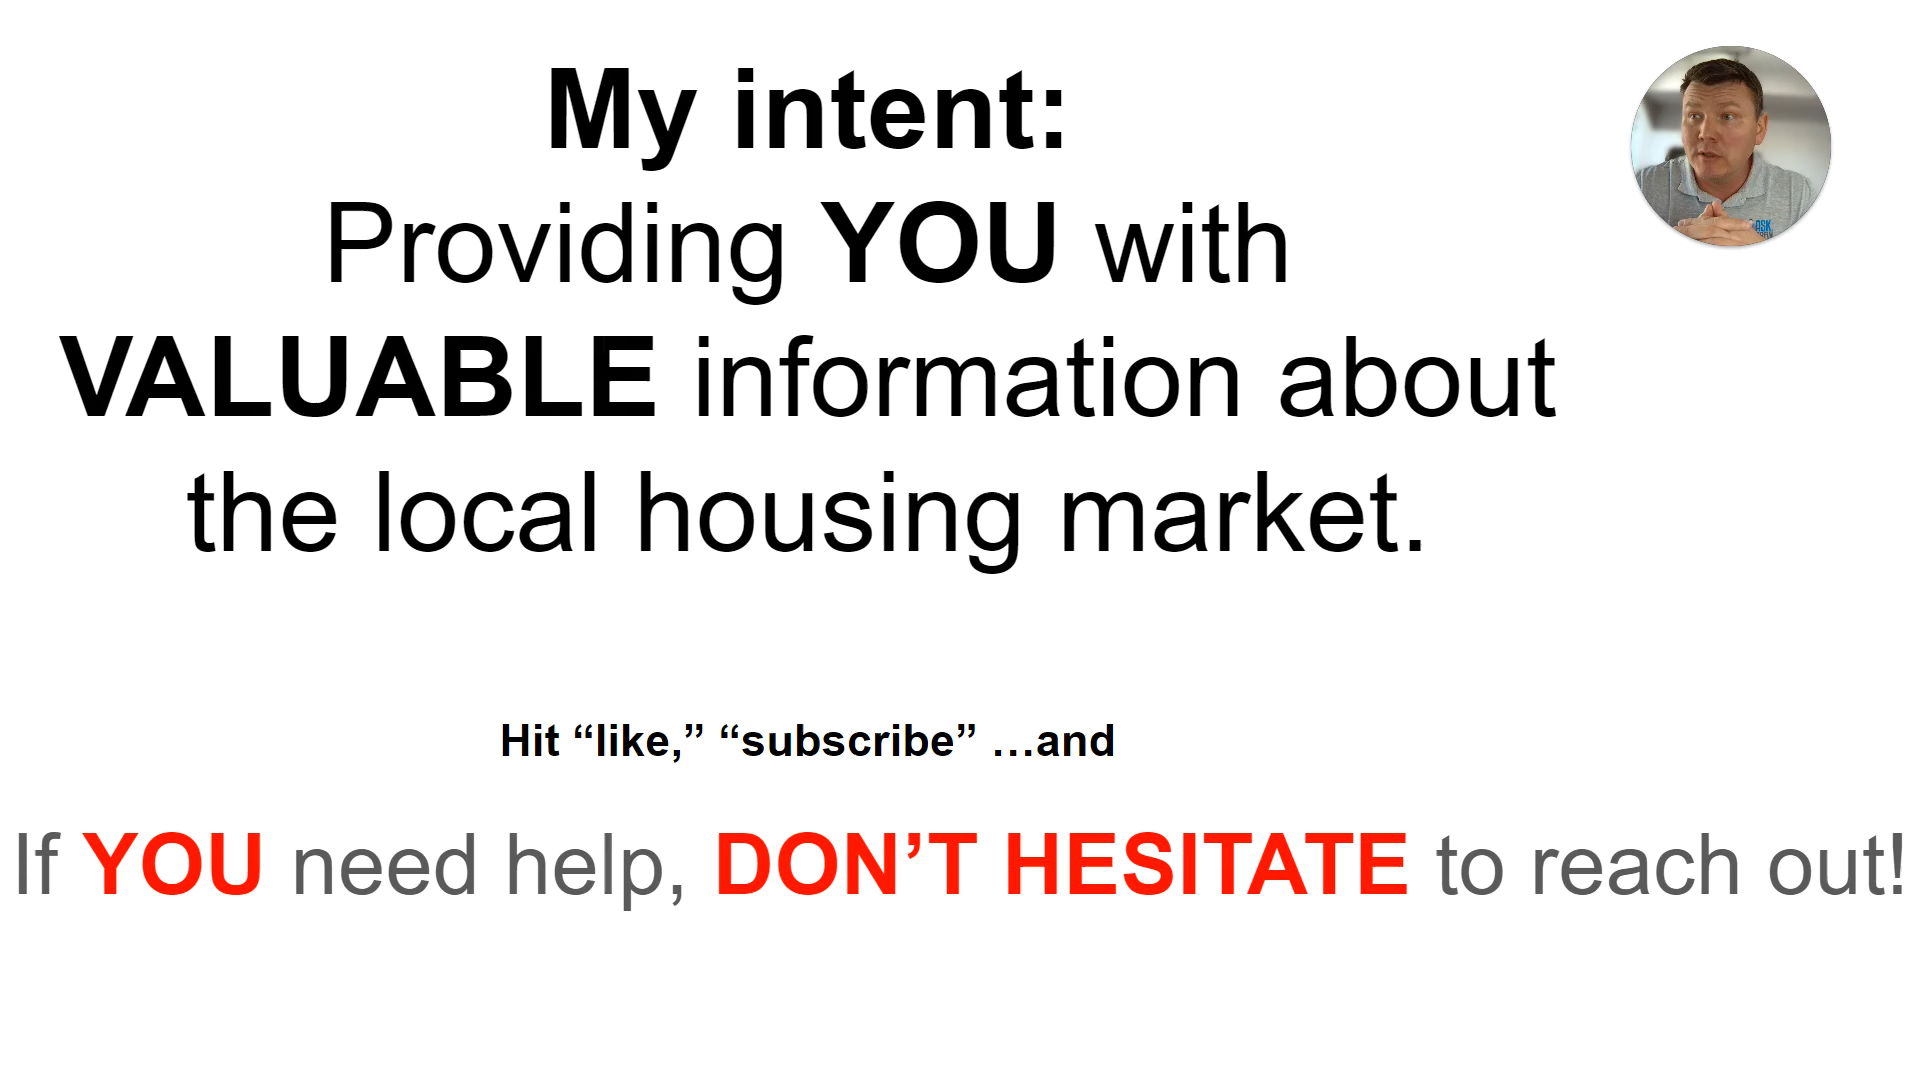 My intent:
Providing YOU with
VALUABLE information about
the local housing market.
ASK
Hit “like,” “subscribe” …and
If YOU need help, DON’T HESITATE to reach out!